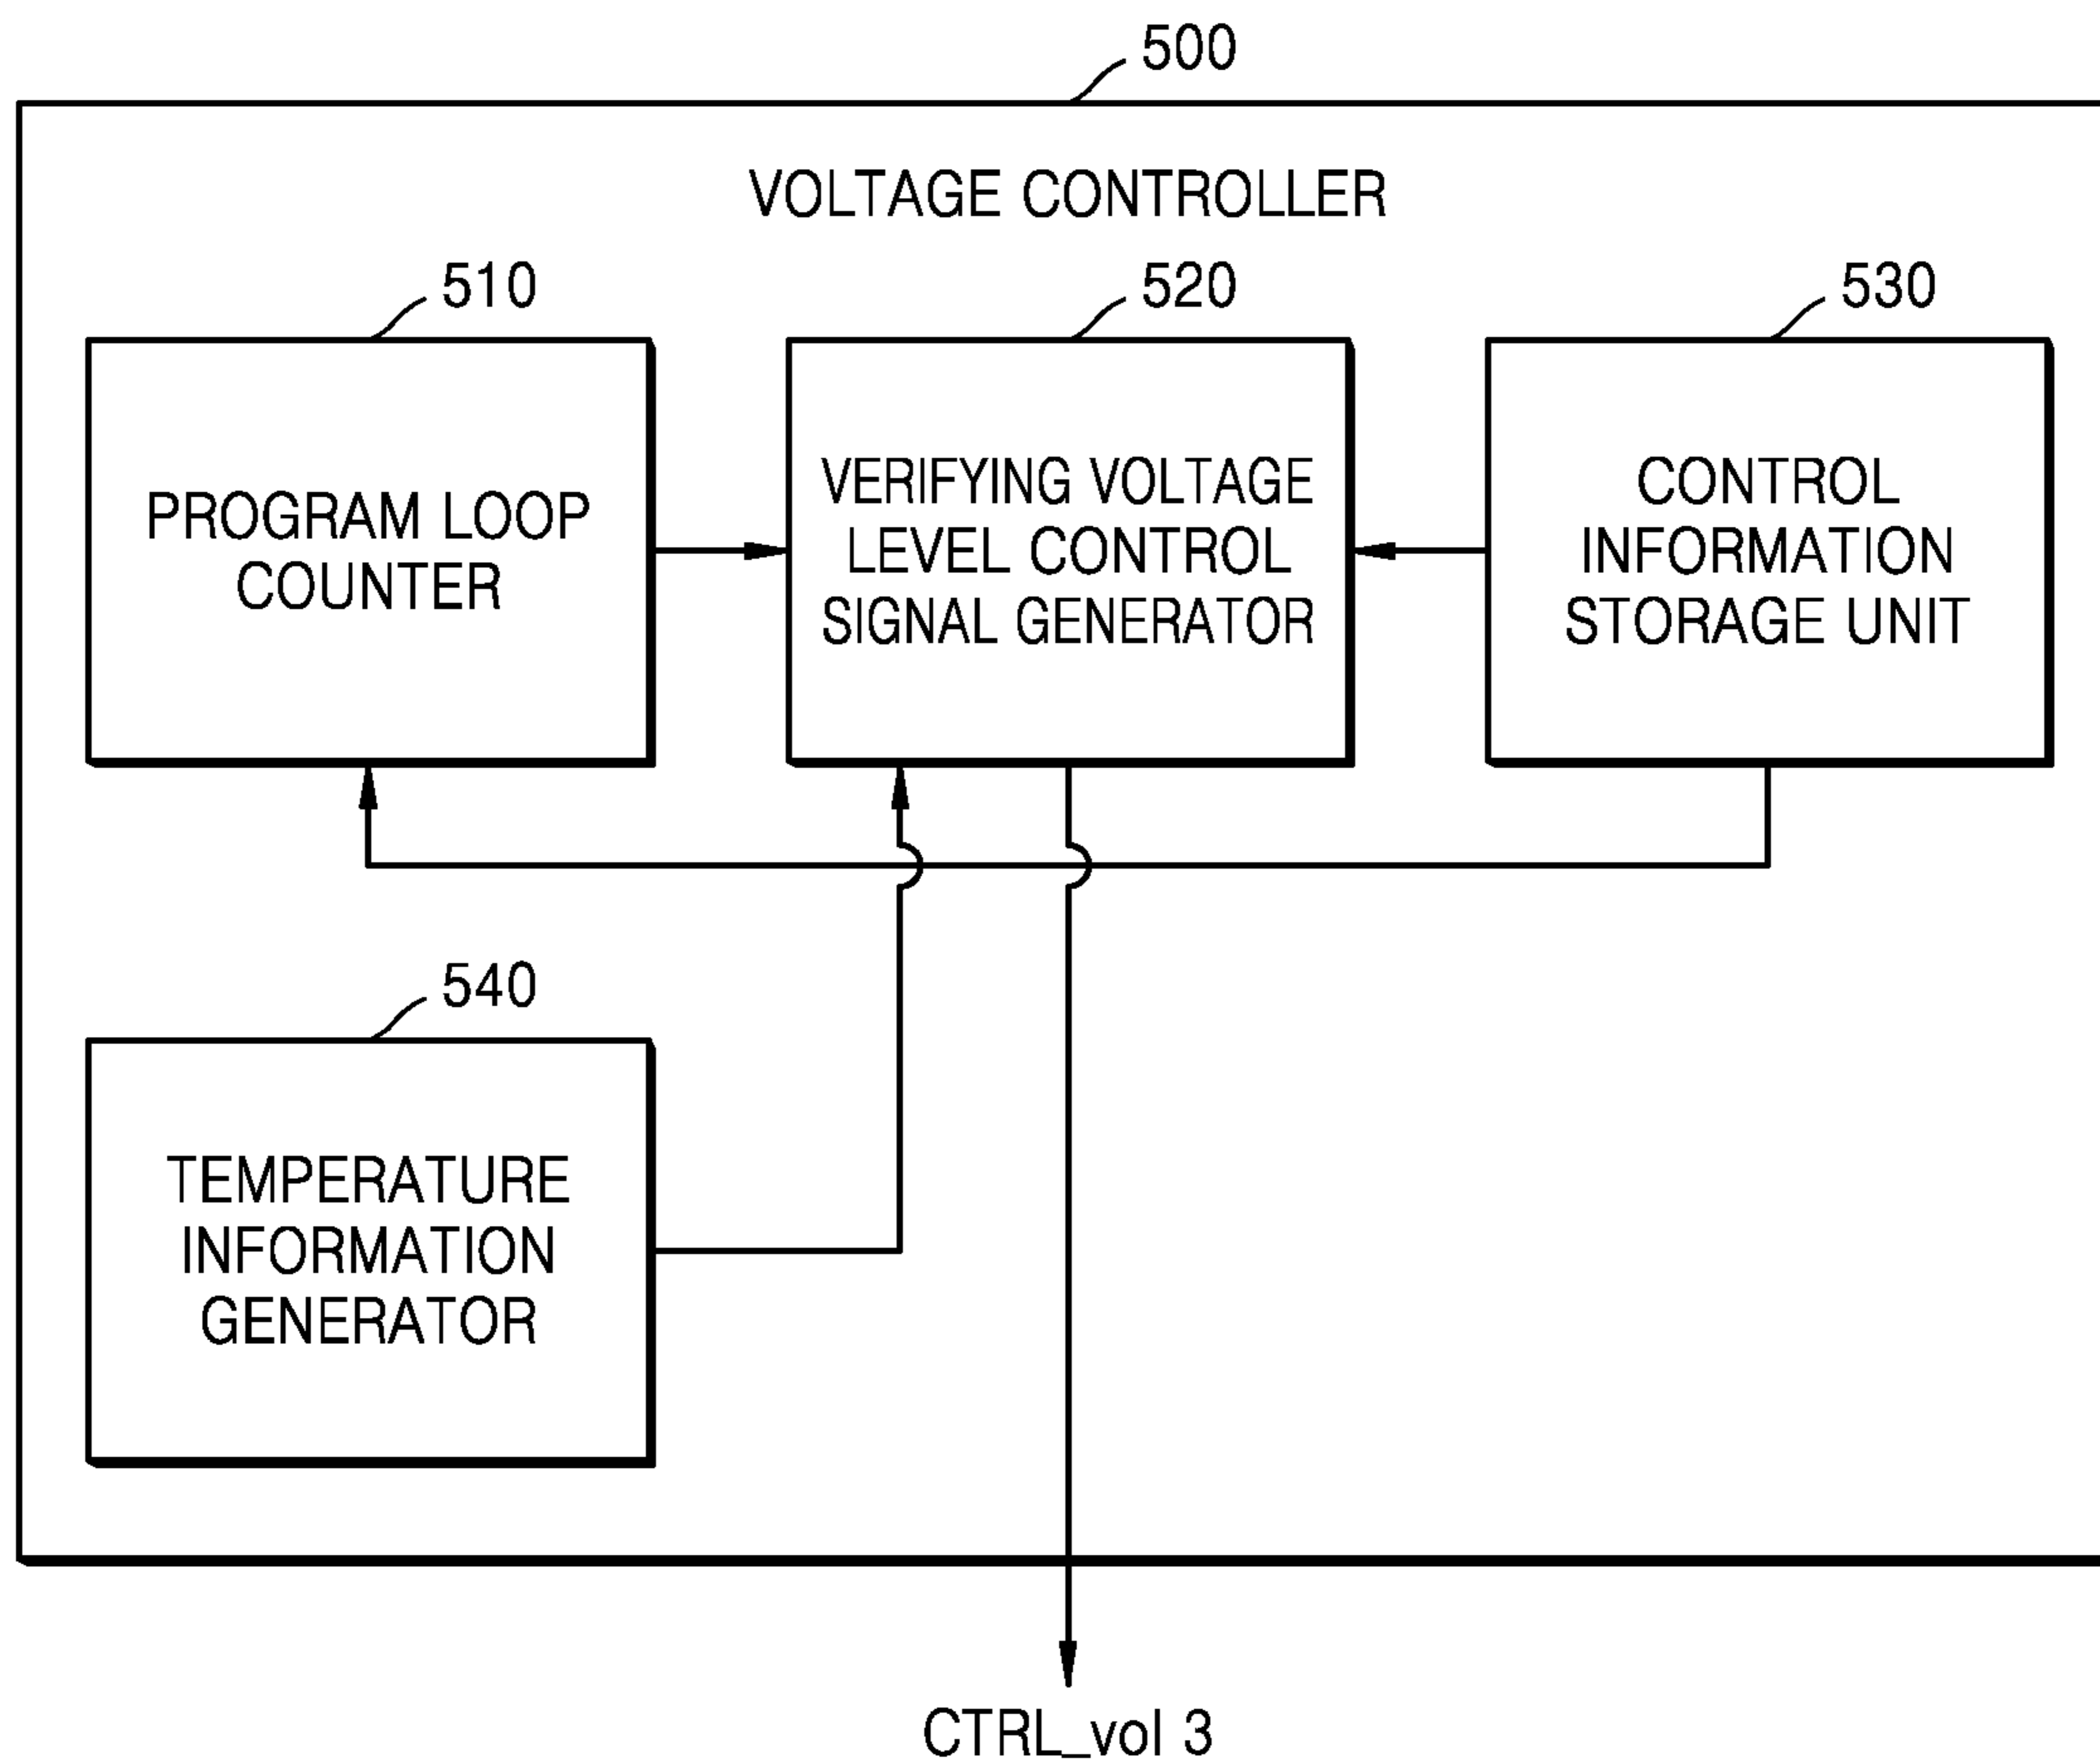 500
VOLTAGE CONTROLLER
510
520
530
PROGRAM LOOP
COUNTER
VERIFYING VOLTAGE
LEVEL CONTROL
SIGNAL GENERATOR
CONTROL
INFORMATION
STORAGE UNIT
540
TEMPERATURE
INFORMATION
GENERATOR
CTRL_vol 3